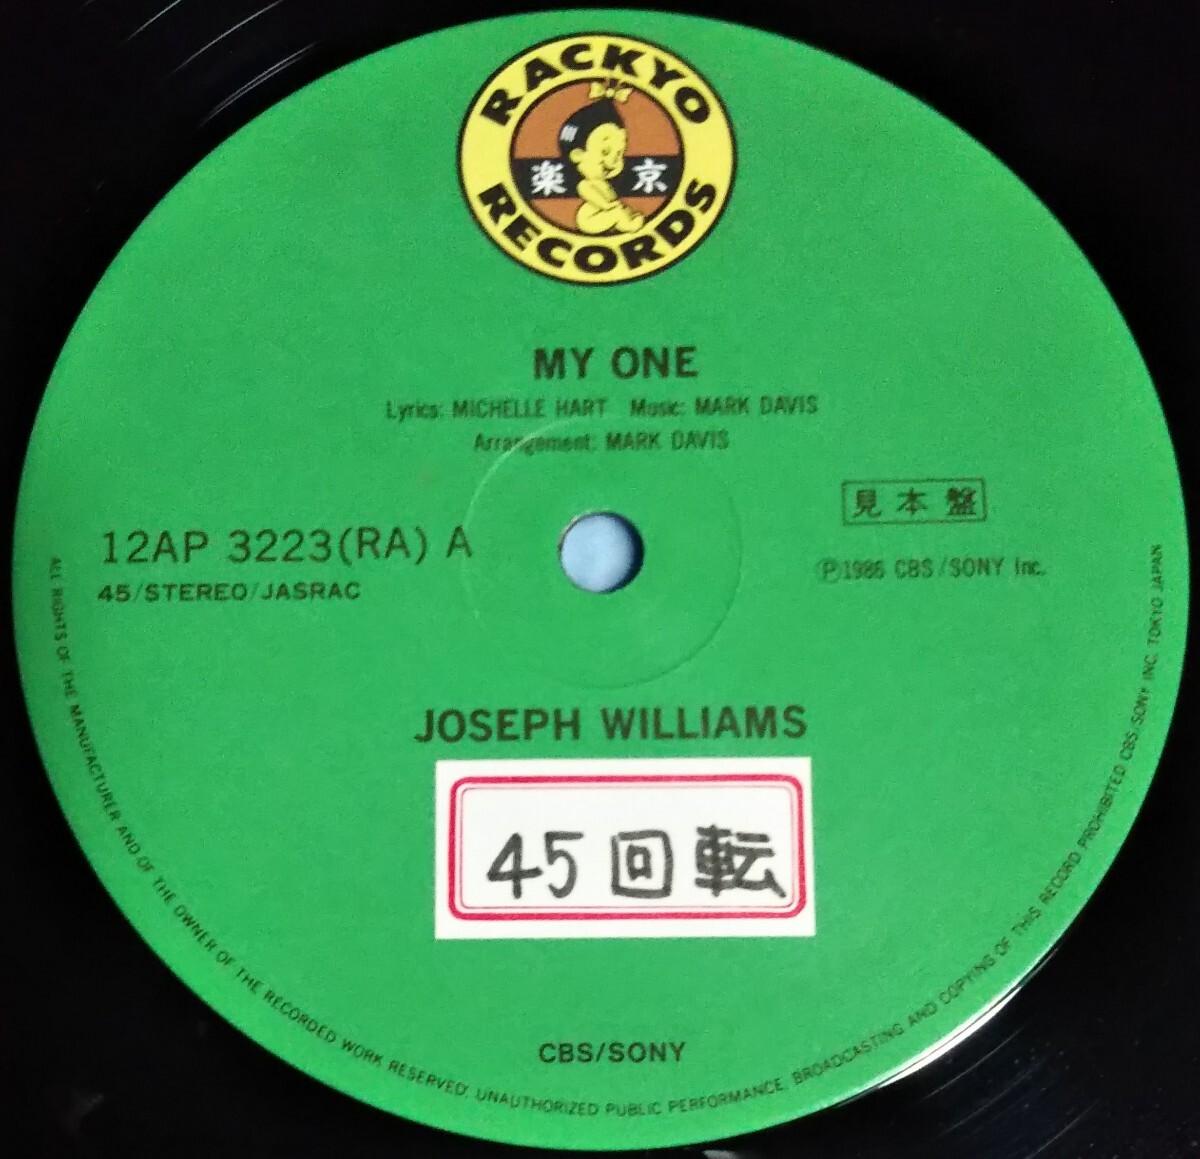 RACKYO
楽 京
RECORDS
MY ONE
Lyrics: MICHELLE HART Music: MARK DAVIS
Arrangement: MARK DAVIS
見本盤
12AP 3223(RA) A
45/STEREO/JASRAC
Ⓟ1986 CBS/SONY Inc.
JOSEPH WILLIAMS
45回転
CBS/SONY
ALL RIGHTS OF THE MANUFACTURER AND OF THE OWNER OF THE RECORDED WORK RESERVED; UNAUTHORIZED PUBLIC PERFORMANCE, BROADCASTING AND COPYING OF THIS RECORD PROHIBITED CBS/SONY INC. TOKYO JAPAN